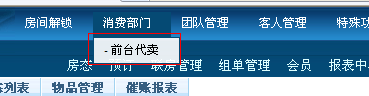 房间解锁 消费部门 团队管理 客人管理 特殊功
- 前台代卖
房态 预订 联房管理 组单管理 会员 报表中
态列表 物品管理 催账报表